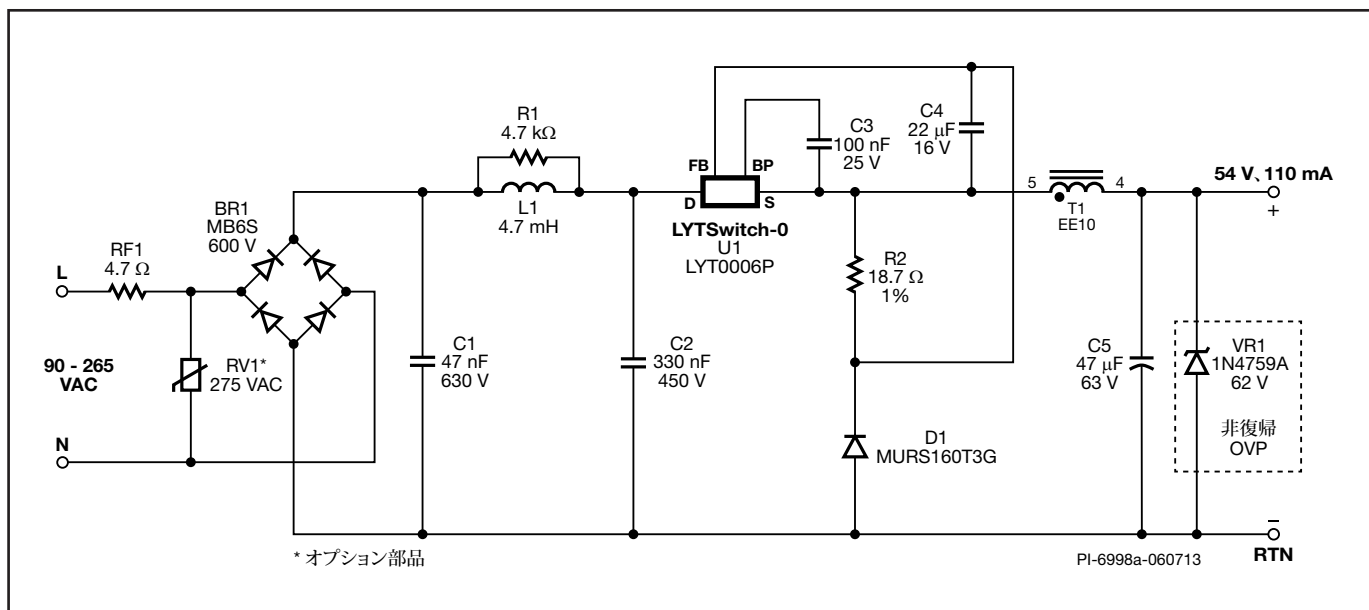 R1
4.7 kΩ
L1
4.7 mH
BR1
MB6S
600 V
RF1
4.7 Ω
L
90 - 265
VAC
N
RV1*
275 VAC
C1
47 nF
630 V
C2
330 nF
450 V
FB
BP
D
S
LYTSwitch-0
U1
LYT0006P
C3
100 nF
25 V
C4
22 µF
16 V
R2
18.7 Ω
1%
D1
MURS160T3G
5
4
T1
EE10
54 V、110 mA
+
C5
47 µF
63 V
VR1
1N4759A
62 V
非復帰
OVP
–
RTN
* オプション部品
PI-6998a-060713